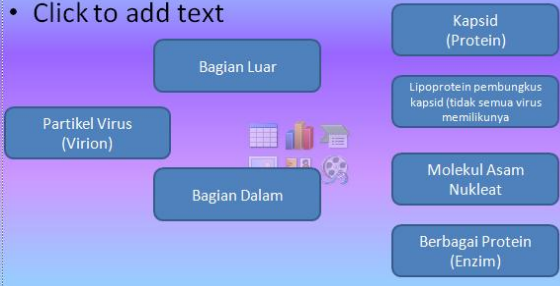 • Click to add text
Kapsid
(Protein)
Bagian Luar
Lipoprotein pembungkus
kapsid (tidak semua virus
memilikunya
Partikel Virus
(Virion)
Molekul Asam
Nukleat
Bagian Dalam
Berbagai Protein
(Enzim)